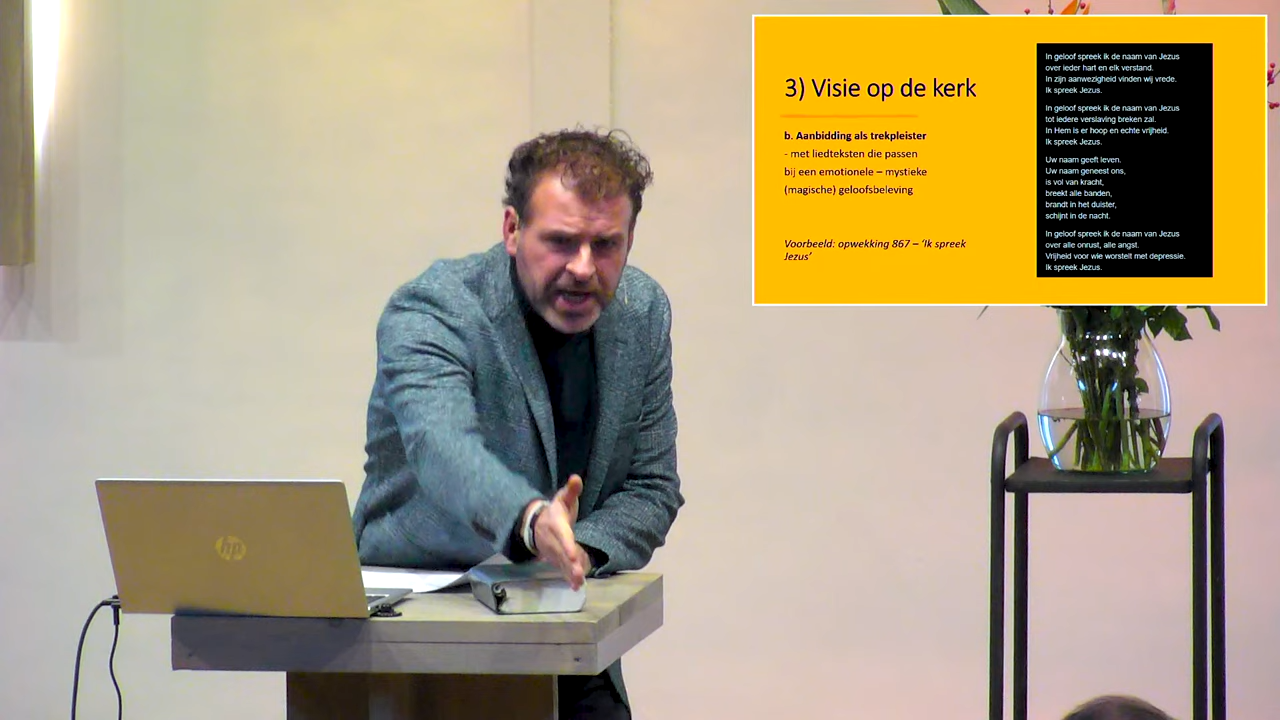 3) Visie op de kerk
b. Aanbidding als trekpleister
- met liedteksten die passen
bij een emotionele – mystieke
(magische) geloofsbeleving
Voorbeeld: opwekking 867 – ‘Ik spreek
Jezus’
In geloof spreek ik de naam van Jezus
over ieder hart en elk verstand.
In zijn aanwezigheid vinden wij vrede.
Ik spreek Jezus.
In geloof spreek ik de naam van Jezus
tot iedere verslaving breken zal.
In Hem is er hoop en echte vrijheid.
Ik spreek Jezus.
Uw naam geeft leven.
Uw naam geneest ons,
is vol van kracht,
breekt alle banden,
brandt in het duister,
schijnt in de nacht.
In geloof spreek ik de naam van Jezus
over alle onrust, alle angst.
Vrijheid voor wie worstelt met depressie.
Ik spreek Jezus.
hp